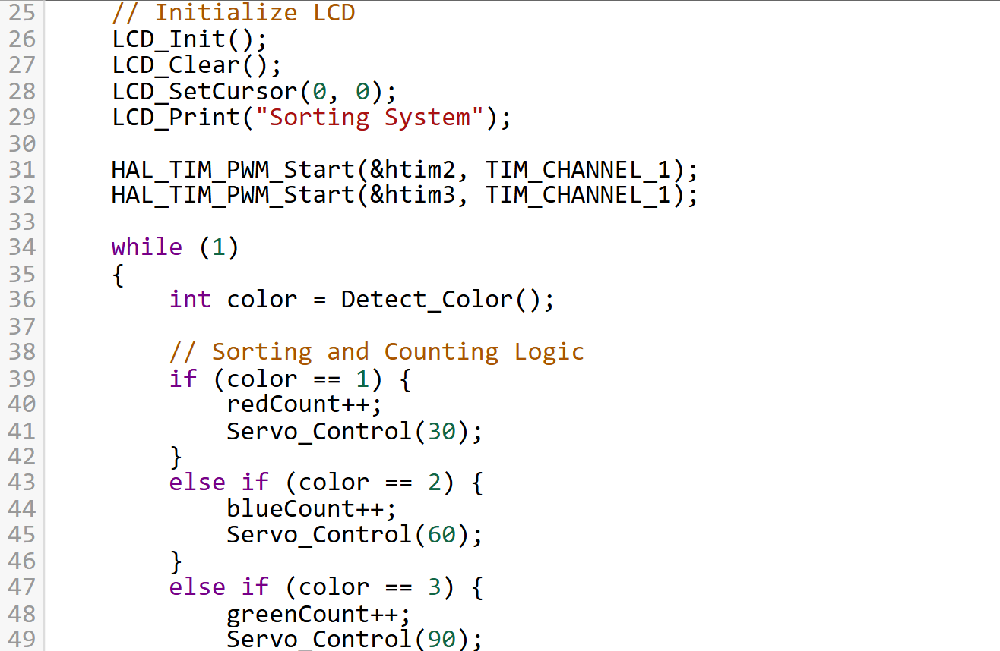 25 // Initialize LCD
26 LCD_Init();
27 LCD_Clear();
28 LCD_SetCursor(0, 0);
29 LCD_Print("Sorting System");
30
31 HAL_TIM_PWM_Start(&htim2, TIM_CHANNEL_1);
32 HAL_TIM_PWM_Start(&htim3, TIM_CHANNEL_1);
33
34 while (1)
35 {
36 int color = Detect_Color();
37
38 // Sorting and Counting Logic
39 if (color == 1) {
40 redCount++;
41 Servo_Control(30);
42 }
43 else if (color == 2) {
44 blueCount++;
45 Servo_Control(60);
46 }
47 else if (color == 3) {
48 greenCount++;
49 Servo_Control(90);